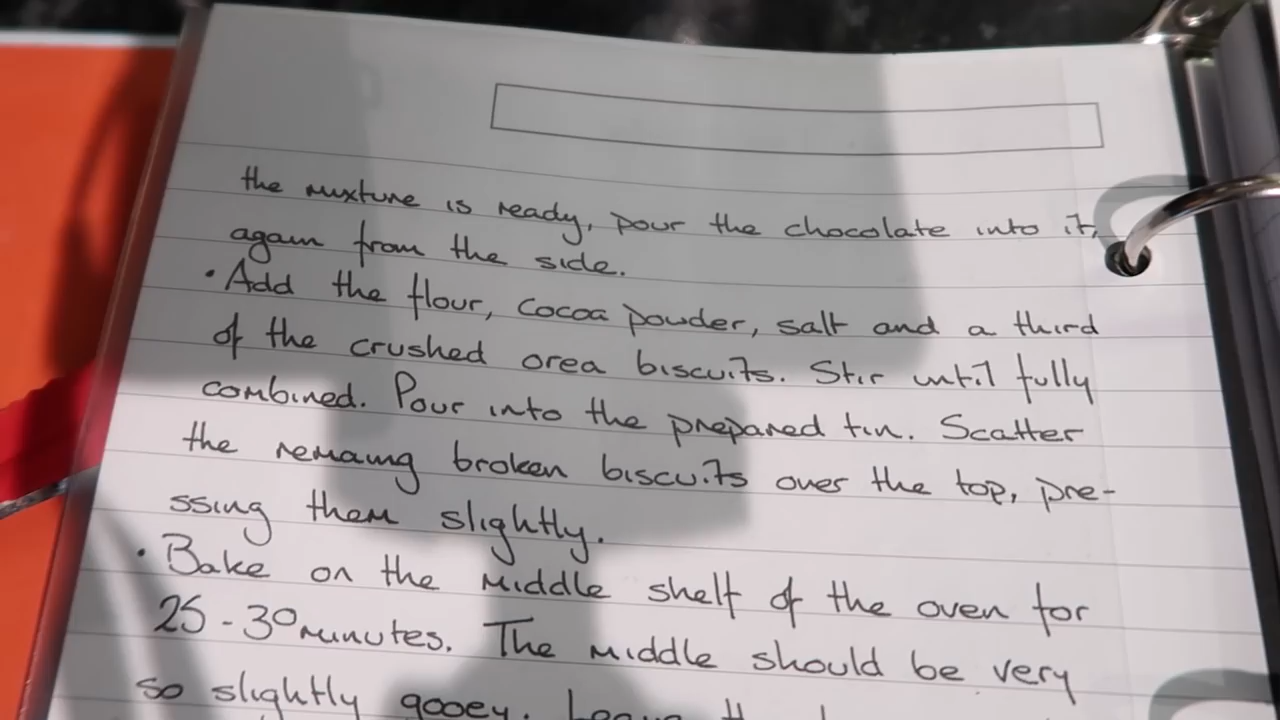 the mixture is ready, pour the chocolate into it,
again from the side.
• Add the flour, cocoa powder, salt and a third
of the crushed orea biscuits. Stir until fully
combined. Pour into the prepared tin. Scatter
the remaing broken biscuits over the top, pre-
ssing them slightly.
• Bake on the middle shelf of the oven for
25 - 30 minutes. The middle should be very
so slightly gooey.